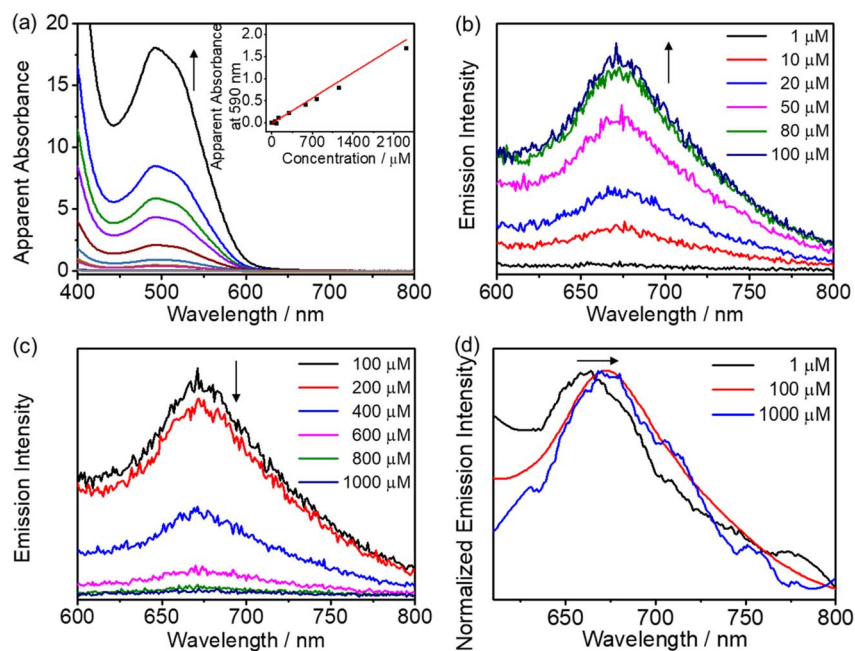 (a)
20
15
10
5
0
400 500 600 700 800
Apparent Absorbance
Wavelength / nm
2.0
1.5
1.0
0.5
0.0
0 700 1400 2100
Apparent Absorbance
at 590 nm
Concentration / µM
(b)
1 µM
10 µM
20 µM
50 µM
80 µM
100 µM
Emission Intensity
600 650 700 750 800
Wavelength / nm
(c)
100 µM
200 µM
400 µM
600 µM
800 µM
1000 µM
Emission Intensity
600 650 700 750 800
Wavelength / nm
(d)
1 µM
100 µM
1000 µM
Normalized Emission Intensity
650 700 750 800
Wavelength / nm